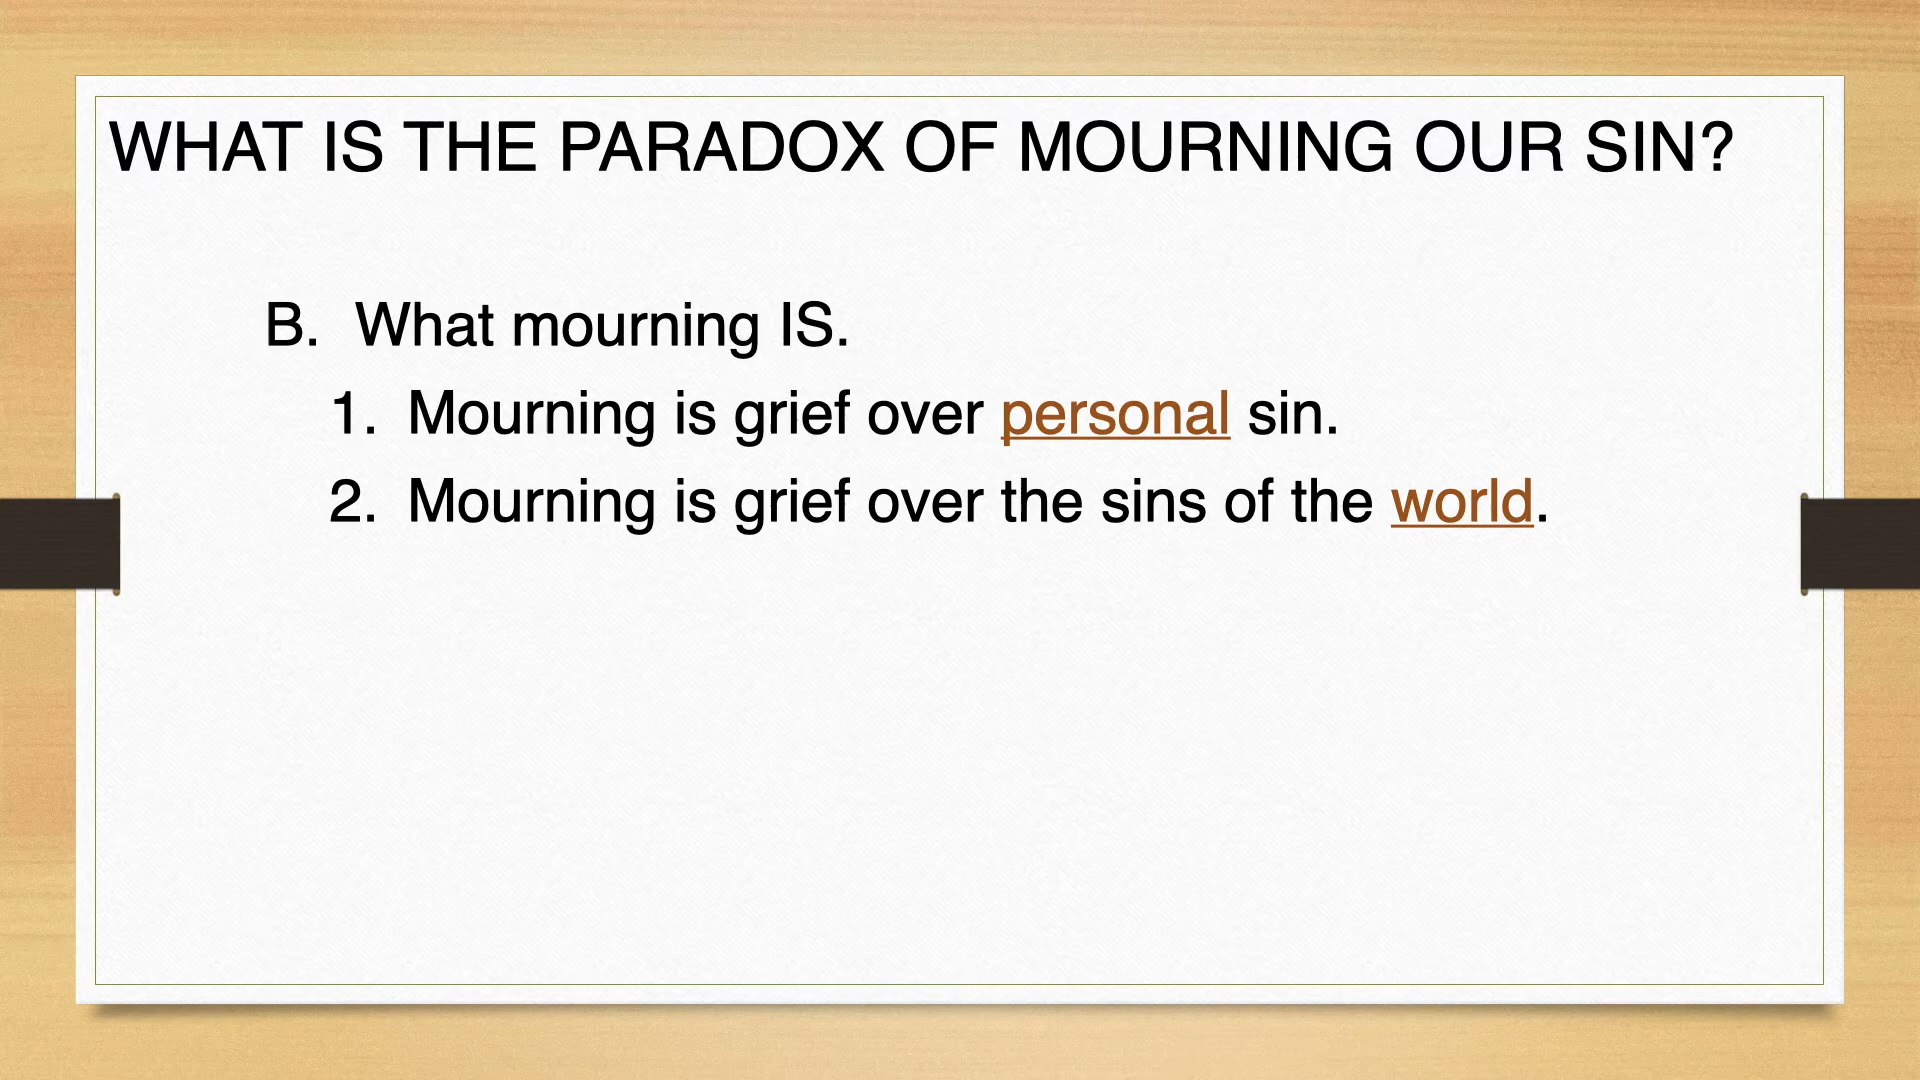 WHAT IS THE PARADOX OF MOURNING OUR SIN?
B. What mourning IS.
1. Mourning is grief over personal sin.
2. Mourning is grief over the sins of the world.